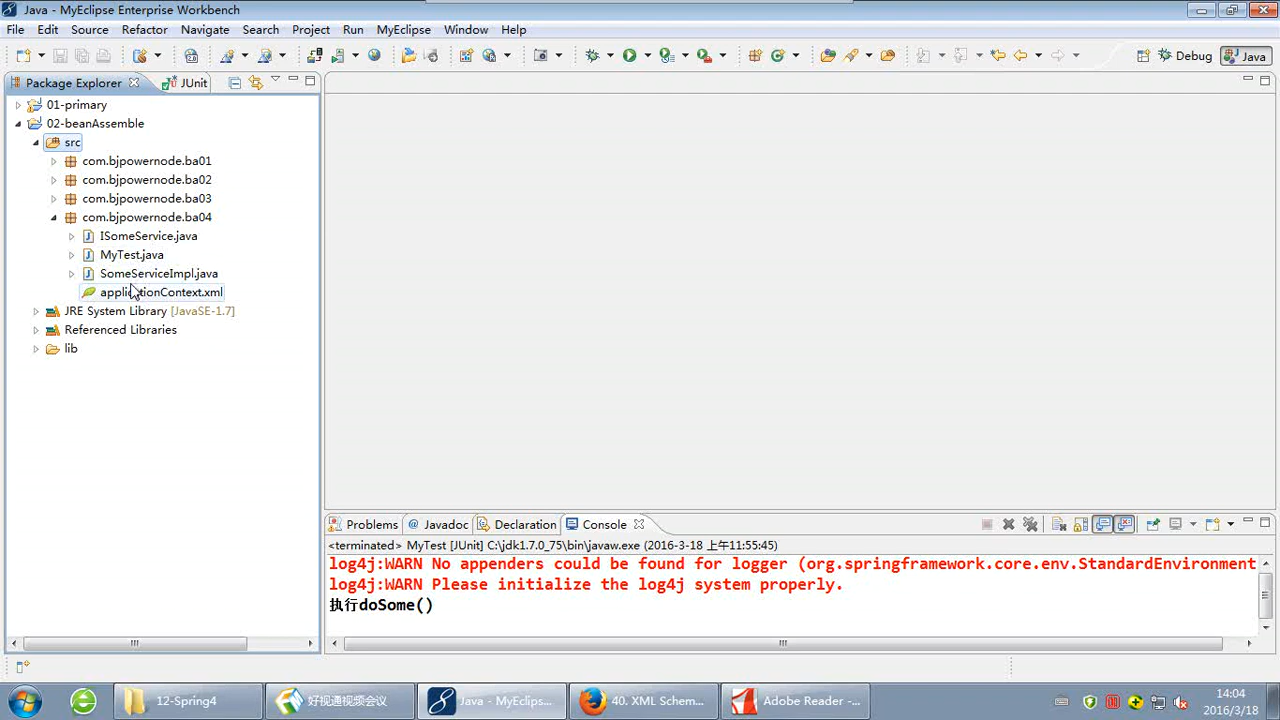 Java - MyEclipse Enterprise Workbench
File Edit Source Refactor Navigate Search Project Run MyEclipse Window Help
Debug Java
Package Explorer JUnit
01-primary
02-beanAssemble
src
com.bjpowernode.ba01
com.bjpowernode.ba02
com.bjpowernode.ba03
com.bjpowernode.ba04
ISomeService.java
MyTest.java
SomeServiceImpl.java
applicationContext.xml
JRE System Library [JavaSE-1.7]
Referenced Libraries
lib
Problems @ Javadoc Declaration Console
<terminated> MyTest [JUnit] C:\jdk1.7.0_75\bin\javaw.exe (2016-3-18 上午11:55:45)
log4j:WARN No appenders could be found for logger (org.springframework.core.env.StandardEnvironment
log4j:WARN Please initialize the log4j system properly.
执行doSome()
12-Spring4 好视通视频会议 Java - MyEclips... 40. XML Schem... Adobe Reader -...
14:04
2016/3/18